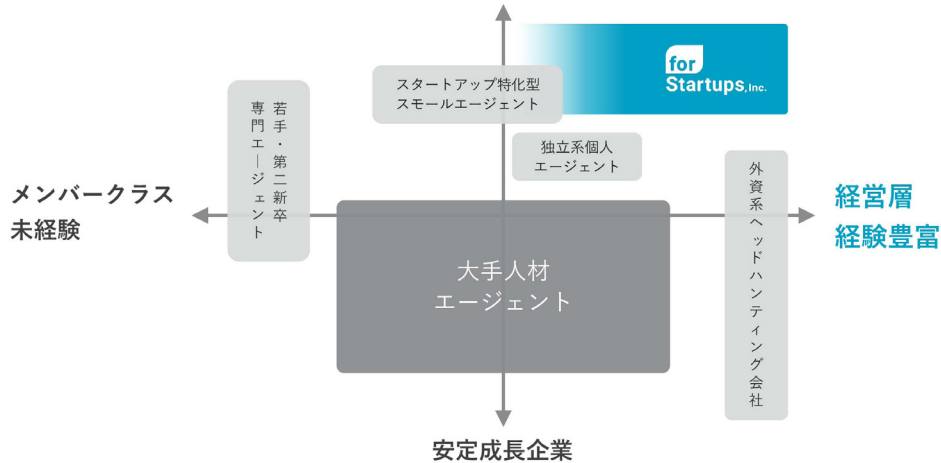 for
Startups,Inc.
スタートアップ特化型
スモールエージェント
若手・第二新卒
専門エージェント
独立系個人
エージェント
外資系ヘッドハンティング会社
メンバークラス
未経験
経営層
経験豊富
大手人材
エージェント
安定成長企業